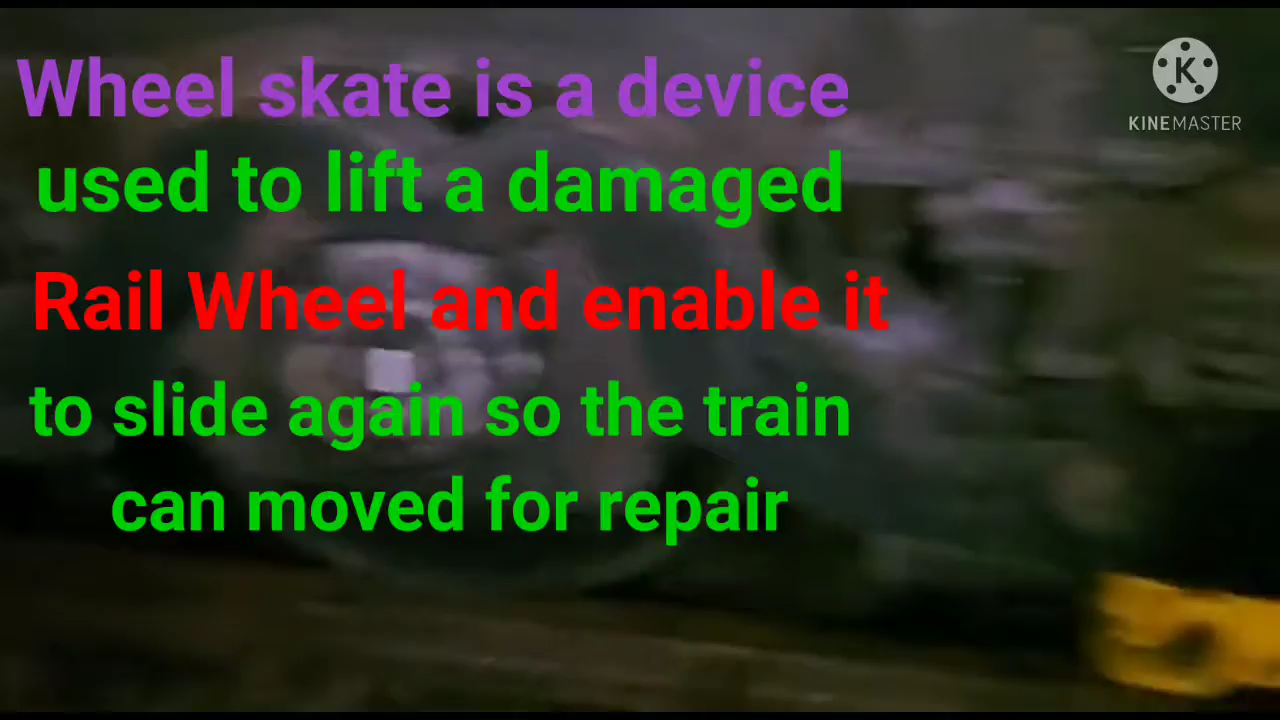 Wheel skate is a device
used to lift a damaged
Rail Wheel and enable it
to slide again so the train
can moved for repair
K
KINEMASTER